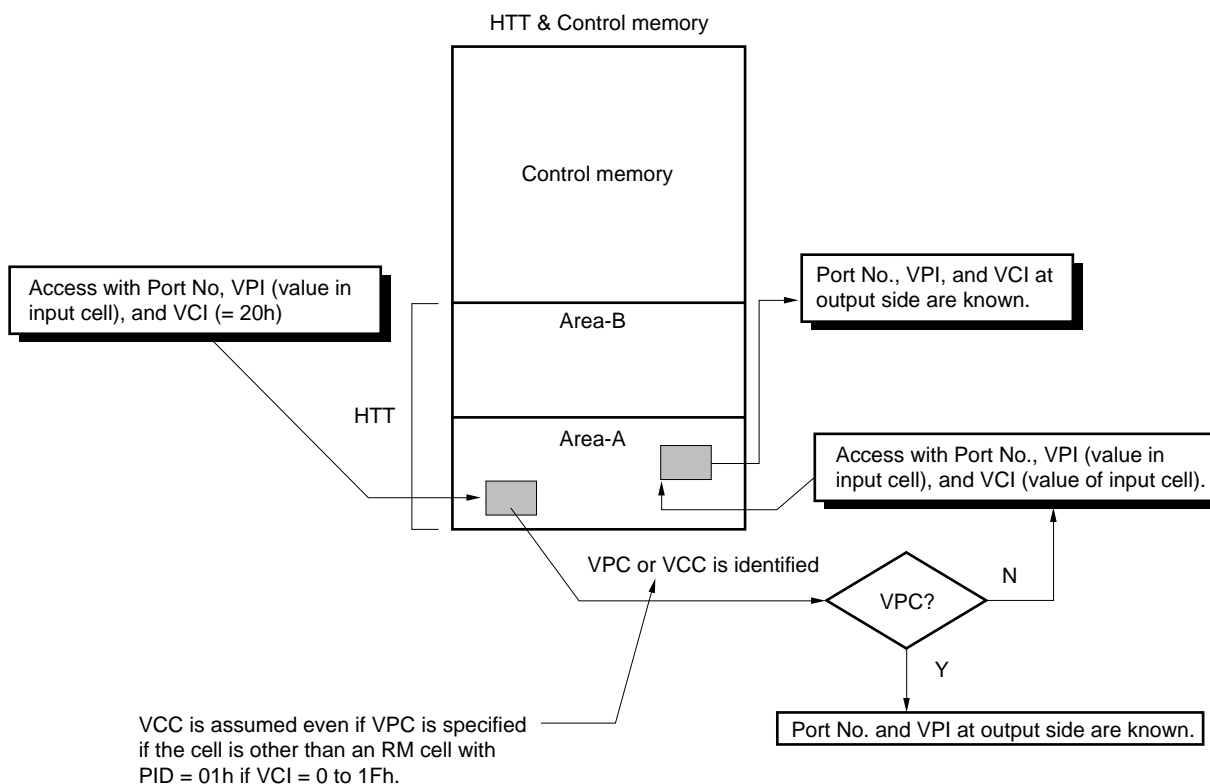 HTT & Control memory
Control memory
Access with Port No, VPI (value in
input cell), and VCI (= 20h)
Port No., VPI, and VCI at
output side are known.
Area-B
HTT
Area-A
Access with Port No., VPI (value in
input cell), and VCI (value of input cell).
VPC or VCC is identified
VPC?
N
Y
VCC is assumed even if VPC is specified
if the cell is other than an RM cell with
PID = 01h if VCI = 0 to 1Fh.
Port No. and VPI at output side are known.